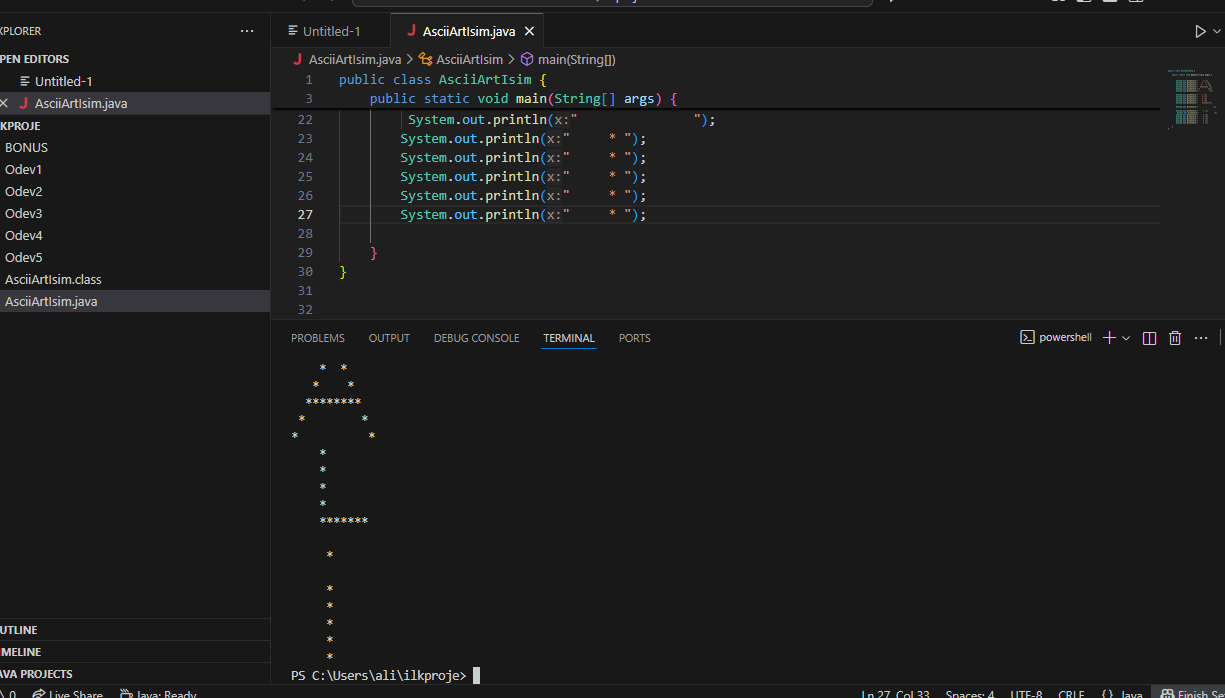 XPLORER
PEN EDITORS
Untitled-1
AsciiArtIsim.java
KPROJE
BONUS
Odev1
Odev2
Odev3
Odev4
Odev5
AsciiArtIsim.class
AsciiArtIsim.java
UTLINE
IMELINE
AVA PROJECTS
Untitled-1
J AsciiArtIsim.java
J AsciiArtIsim.java > AsciiArtIsim > main(String[])
1 public class AsciiArtIsim {
3 public static void main(String[] args) {
22 System.out.println(x:"               ");
23 System.out.println(x:"     * ");
24 System.out.println(x:"     * ");
25 System.out.println(x:"     * ");
26 System.out.println(x:"     * ");
27 System.out.println(x:"     * ");
28
29 }
30 }
31
32
PROBLEMS OUTPUT DEBUG CONSOLE TERMINAL PORTS
powershell
    *  *
   *    *
  ********
 *        *
*          *
    *
    *
    *
    *
    *******
     *
     *
     *
     *
     *
     *
PS C:\Users\ali\ilkproje>
0 Live Share Java: Ready
Ln 27, Col 33 Spaces: 4 UTF-8 CRLF {} Java Finish Se